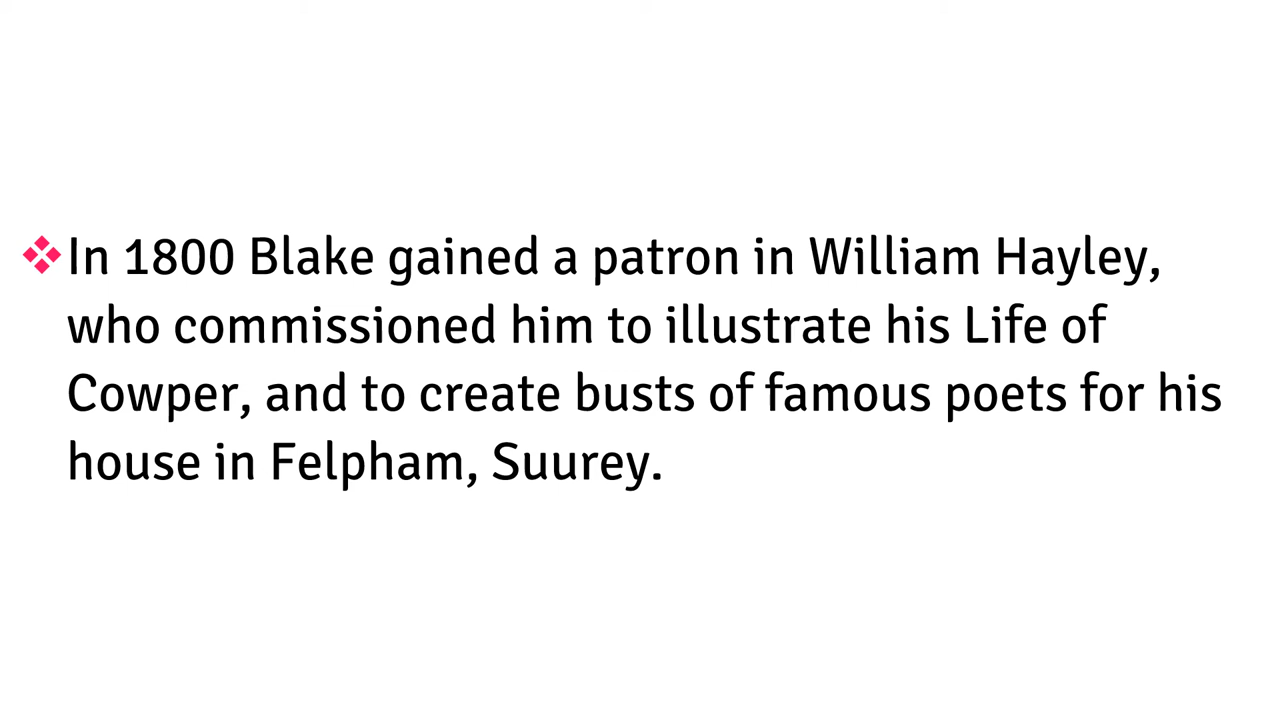 ❖In 1800 Blake gained a patron in William Hayley,
who commissioned him to illustrate his Life of
Cowper, and to create busts of famous poets for his
house in Felpham, Suurey.